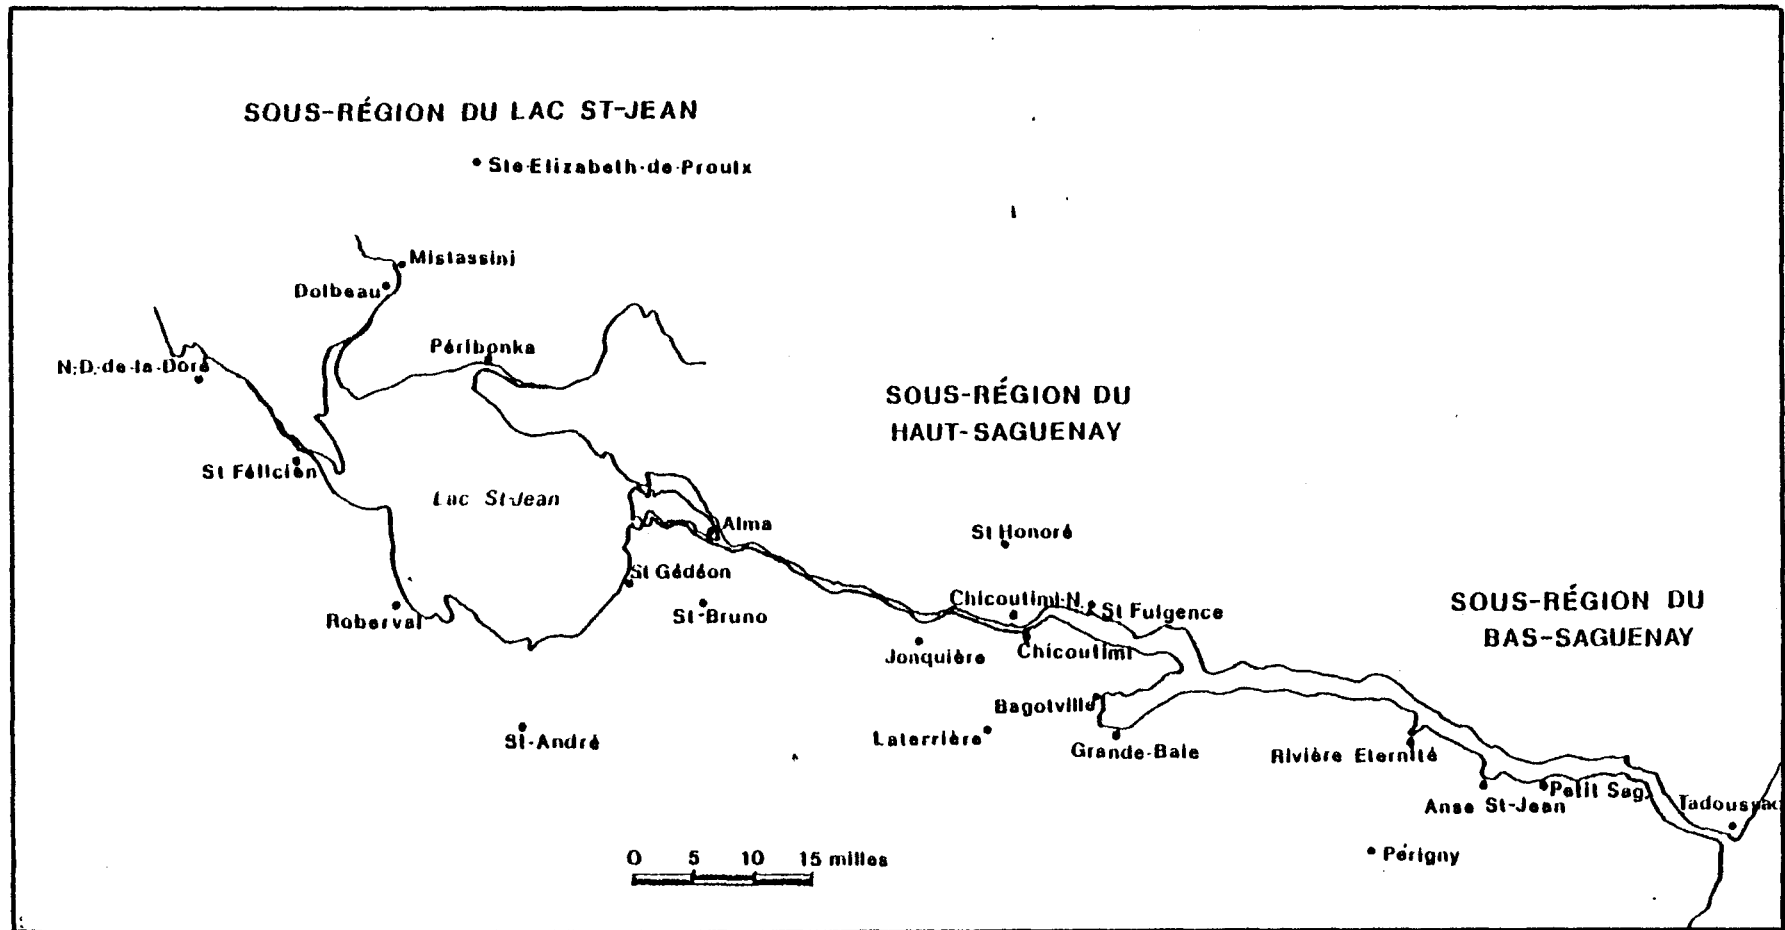 SOUS-RÉGION DU LAC ST-JEAN
Ste-Elizabeth-de-Proulx
Mistassini
Dolbeau
Péribonka
N.D.-de-la-Doré
SOUS-RÉGION DU
HAUT-SAGUENAY
St Félicien
Lac St-Jean
Alma
St Honoré
St Gédéon
Chicoutimi-N.
St Fulgence
SOUS-RÉGION DU
BAS-SAGUENAY
Roberval
St-Bruno
Jonquière
Chicoutimi
Bagotville
St-André
Laterrière
Grande-Baie
Rivière Eternité
Anse St-Jean
Petit Sag.
Tadoussac
Périgny
0 5 10 15 milles